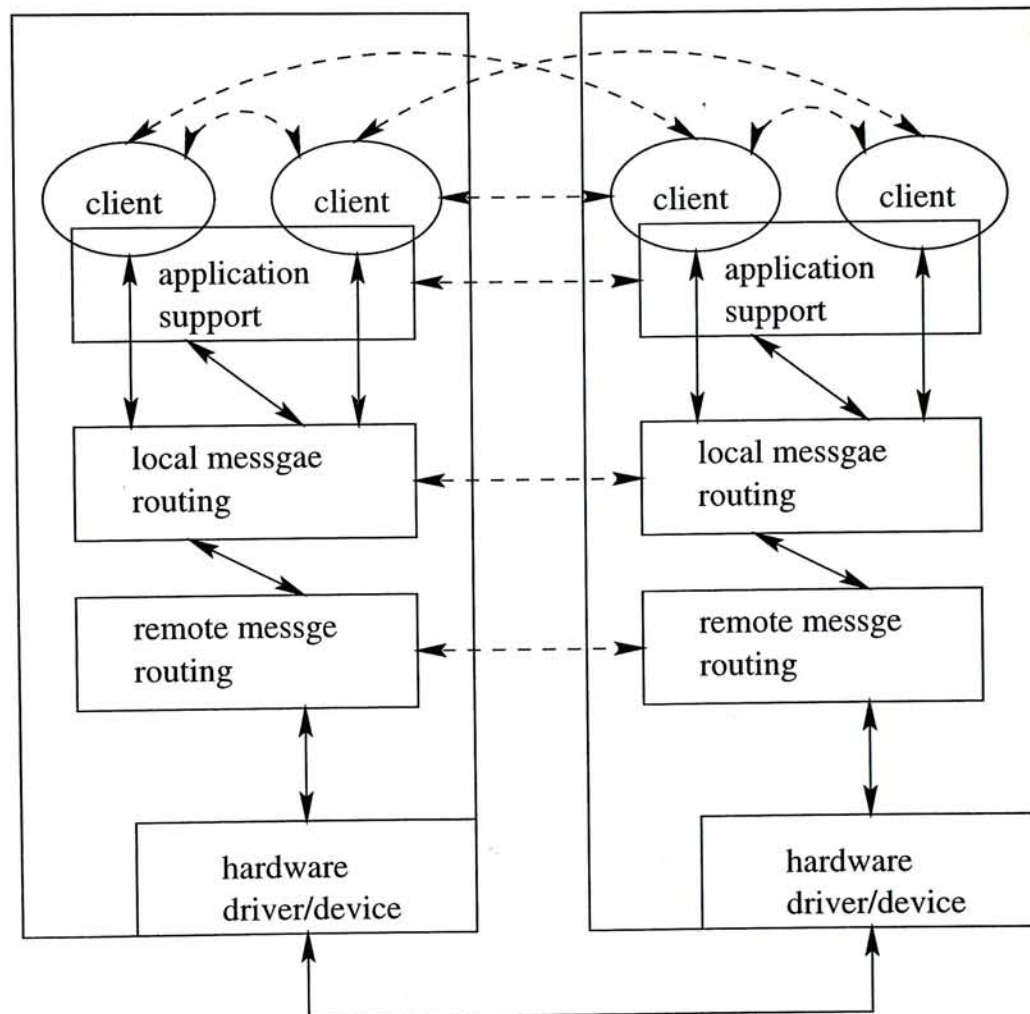 client
client
application
support
local messgae
routing
remote messge
routing
hardware
driver/device
client
client
application
support
local messgae
routing
remote messge
routing
hardware
driver/device